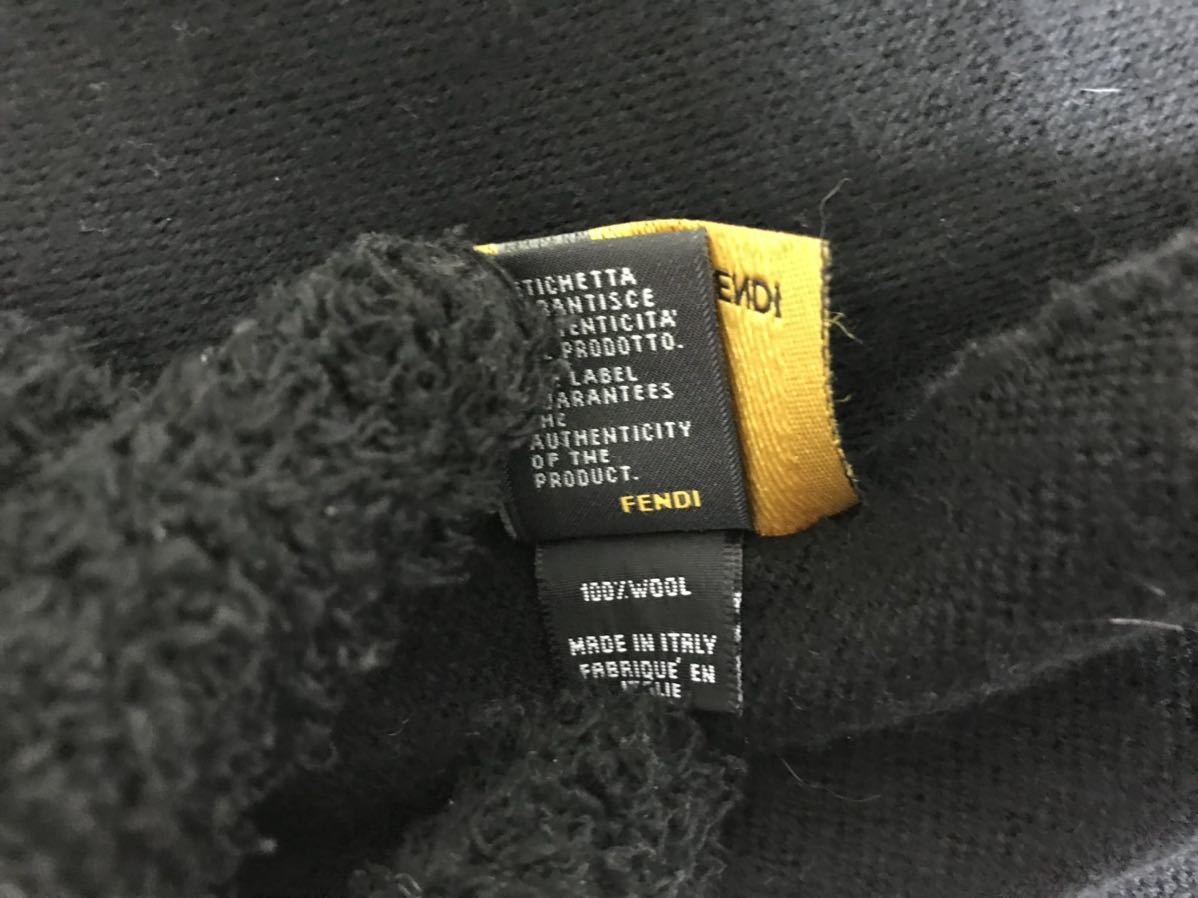 ETICHETTA
GARANTISCE
AUTENTICITA'
PRODOTTO.
LABEL
GUARANTEES
THE
AUTHENTICITY
OF THE
PRODUCT.
FENDI
FENDI
100% WOOL
MADE IN ITALY
FABRIQUE' EN
ITALIE